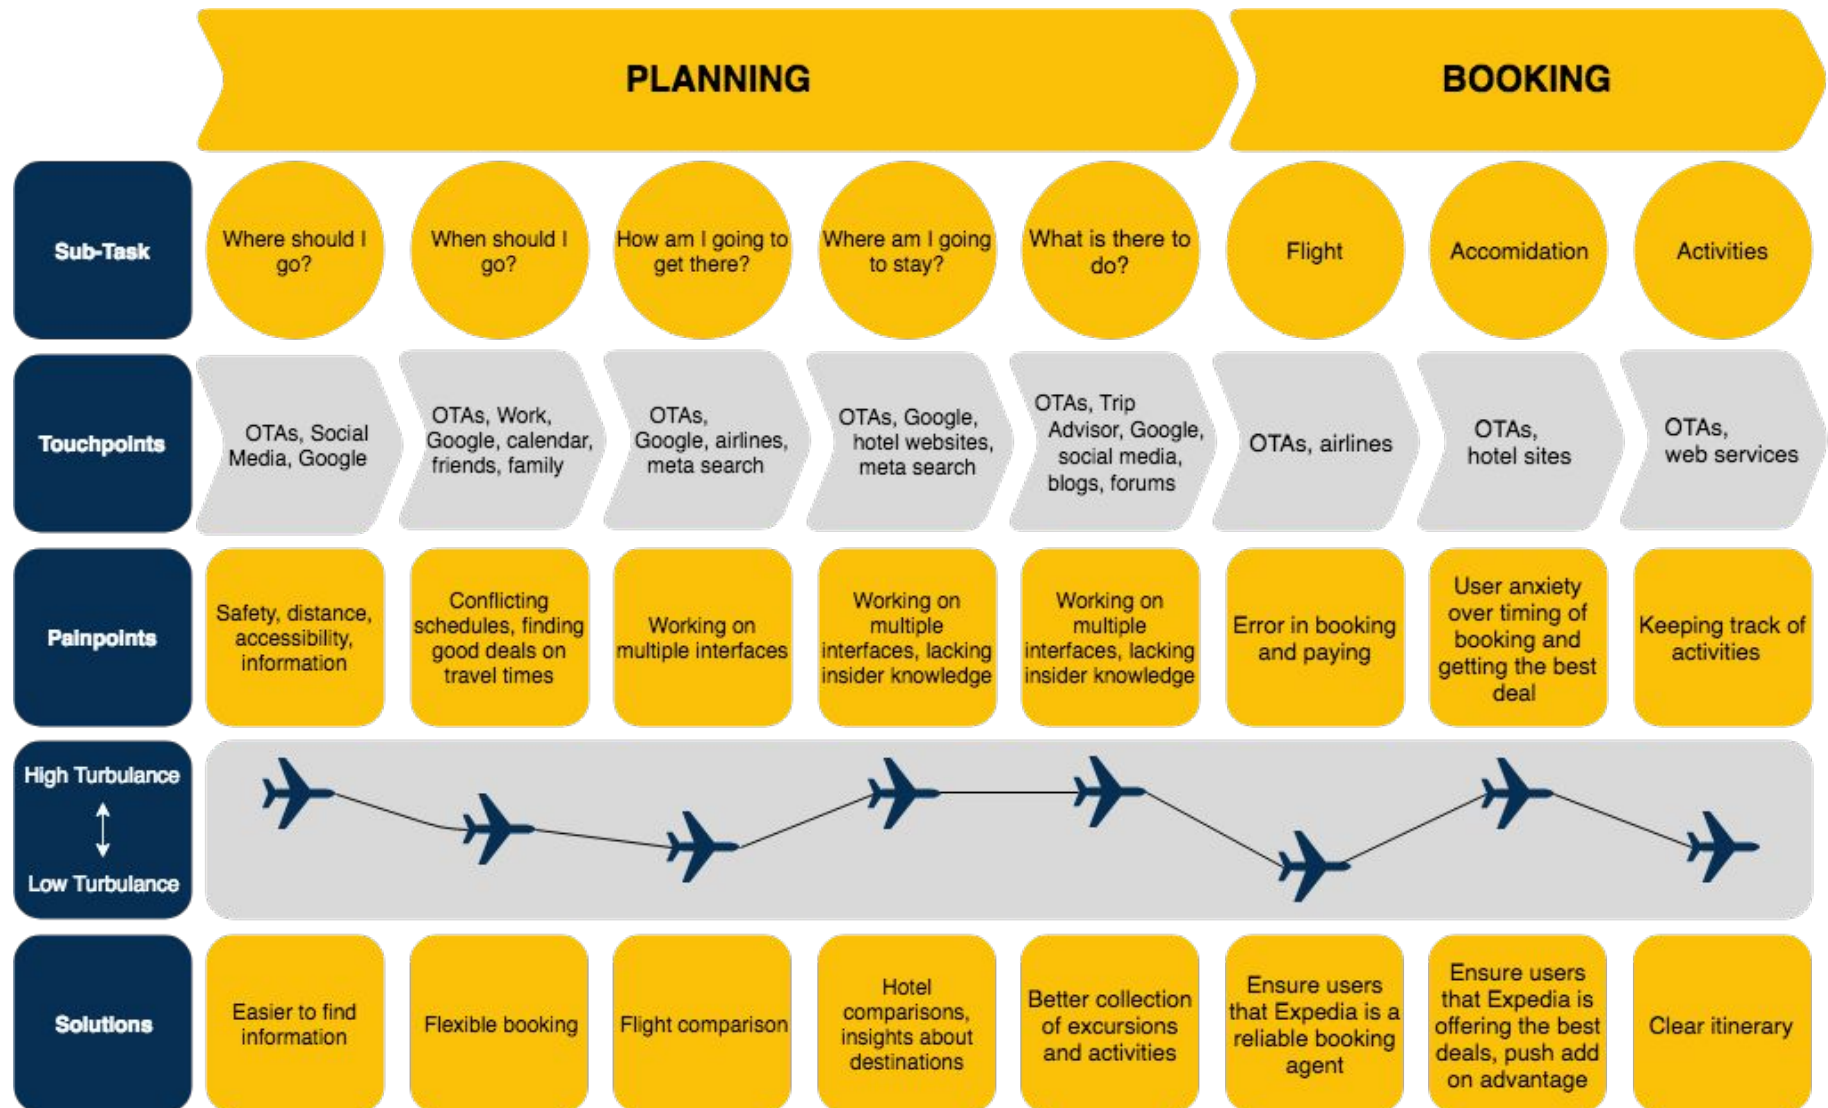 PLANNING
BOOKING
Sub-Task
Where should I
go?
When should I
go?
How am I going to
get there?
Where am I going
to stay?
What is there to
do?
Flight
Accomidation
Activities
Touchpoints
OTAs, Social
Media, Google
OTAs, Work,
Google, calendar,
friends, family
OTAs,
Google, airlines,
meta search
OTAs, Google,
hotel websites,
meta search
OTAs, Trip
Advisor, Google,
social media,
blogs, forums
OTAs, airlines
OTAs,
hotel sites
OTAs,
web services
Painpoints
Safety, distance,
accessibility,
information
Conflicting
schedules, finding
good deals on
travel times
Working on
multiple interfaces
Working on
multiple
interfaces, lacking
insider knowledge
Working on
multiple
interfaces, lacking
insider knowledge
Error in booking
and paying
User anxiety
over timing of
booking and
getting the best
deal
Keeping track of
activities
High Turbulance
Low Turbulance
Solutions
Easier to find
information
Flexible booking
Flight comparison
Hotel
comparisons,
insights about
destinations
Better collection
of excursions
and activities
Ensure users
that Expedia is a
reliable booking
agent
Ensure users
that Expedia is
offering the best
deals, push add
on advantage
Clear itinerary